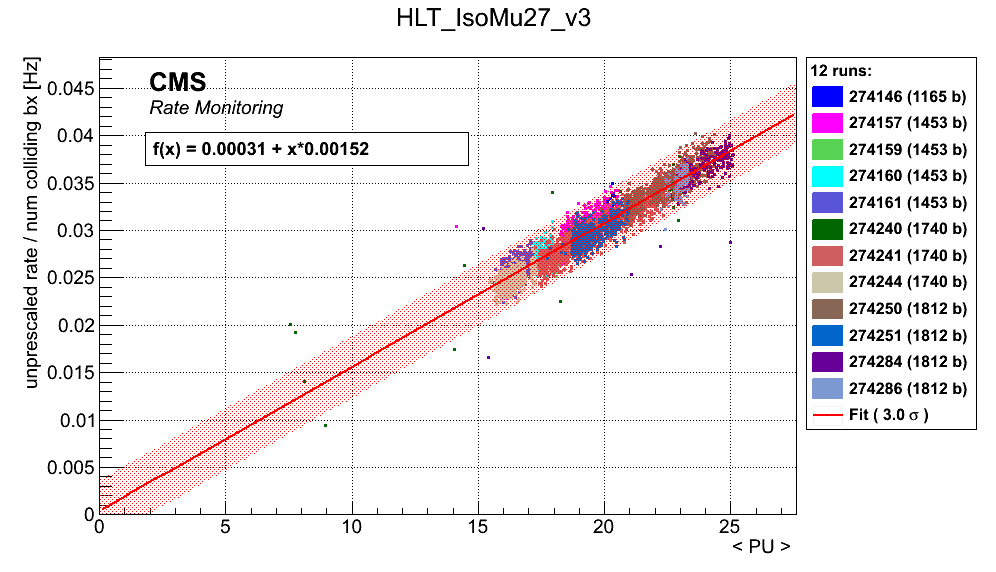 HLT_IsoMu27_v3
unprescaled rate / num colliding bx [Hz]
CMS
Rate Monitoring
f(x) = 0.00031 + x*0.00152
0.045
0.04
0.035
0.03
0.025
0.02
0.015
0.01
0.005
0
0 5 10 15 20 25
< PU >
12 runs:
274146 (1165 b)
274157 (1453 b)
274159 (1453 b)
274160 (1453 b)
274161 (1453 b)
274240 (1740 b)
274241 (1740 b)
274244 (1740 b)
274250 (1812 b)
274251 (1812 b)
274284 (1812 b)
274286 (1812 b)
Fit ( 3.0 σ )